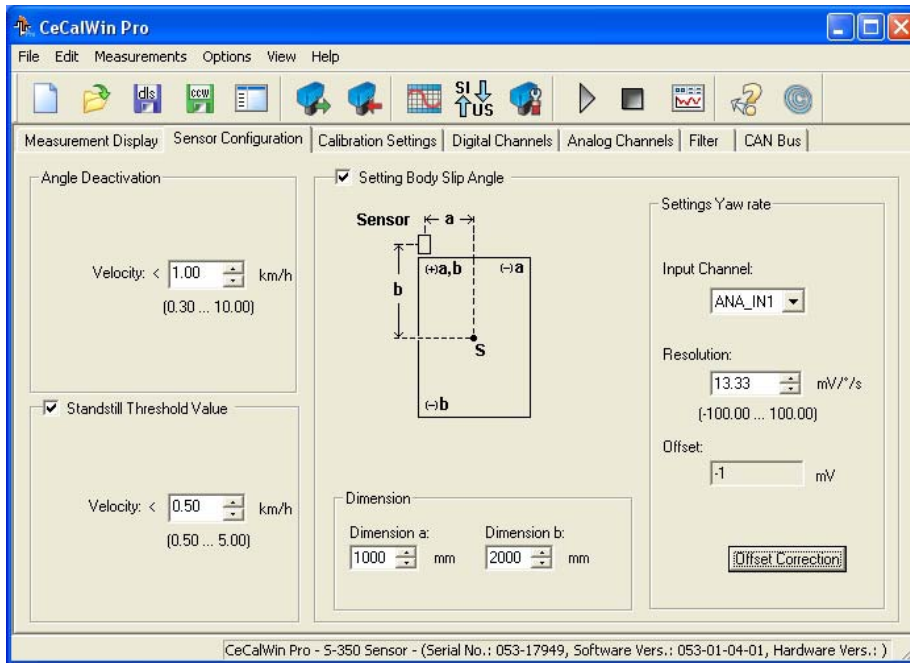 CeCalWin Pro
File Edit Measurements Options View Help
dls ccw SI US
Measurement Display Sensor Configuration Calibration Settings Digital Channels Analog Channels Filter CAN Bus
Angle Deactivation
Velocity: < 1.00 km/h
(0.30 ... 10.00)
Standstill Threshold Value
Velocity: < 0.50 km/h
(0.50 ... 5.00)
Setting Body Slip Angle
Sensor a
(+)a,b (-)a
b
S
(-)b
Dimension
Dimension a: Dimension b:
1000 mm 2000 mm
Settings Yaw rate
Input Channel:
ANA_IN1
Resolution:
13.33 mV/°/s
(-100.00 ... 100.00)
Offset:
-1 mV
Offset Correction
CeCalWin Pro - S-350 Sensor - (Serial No.: 053-17949, Software Vers.: 053-01-04-01, Hardware Vers.: )